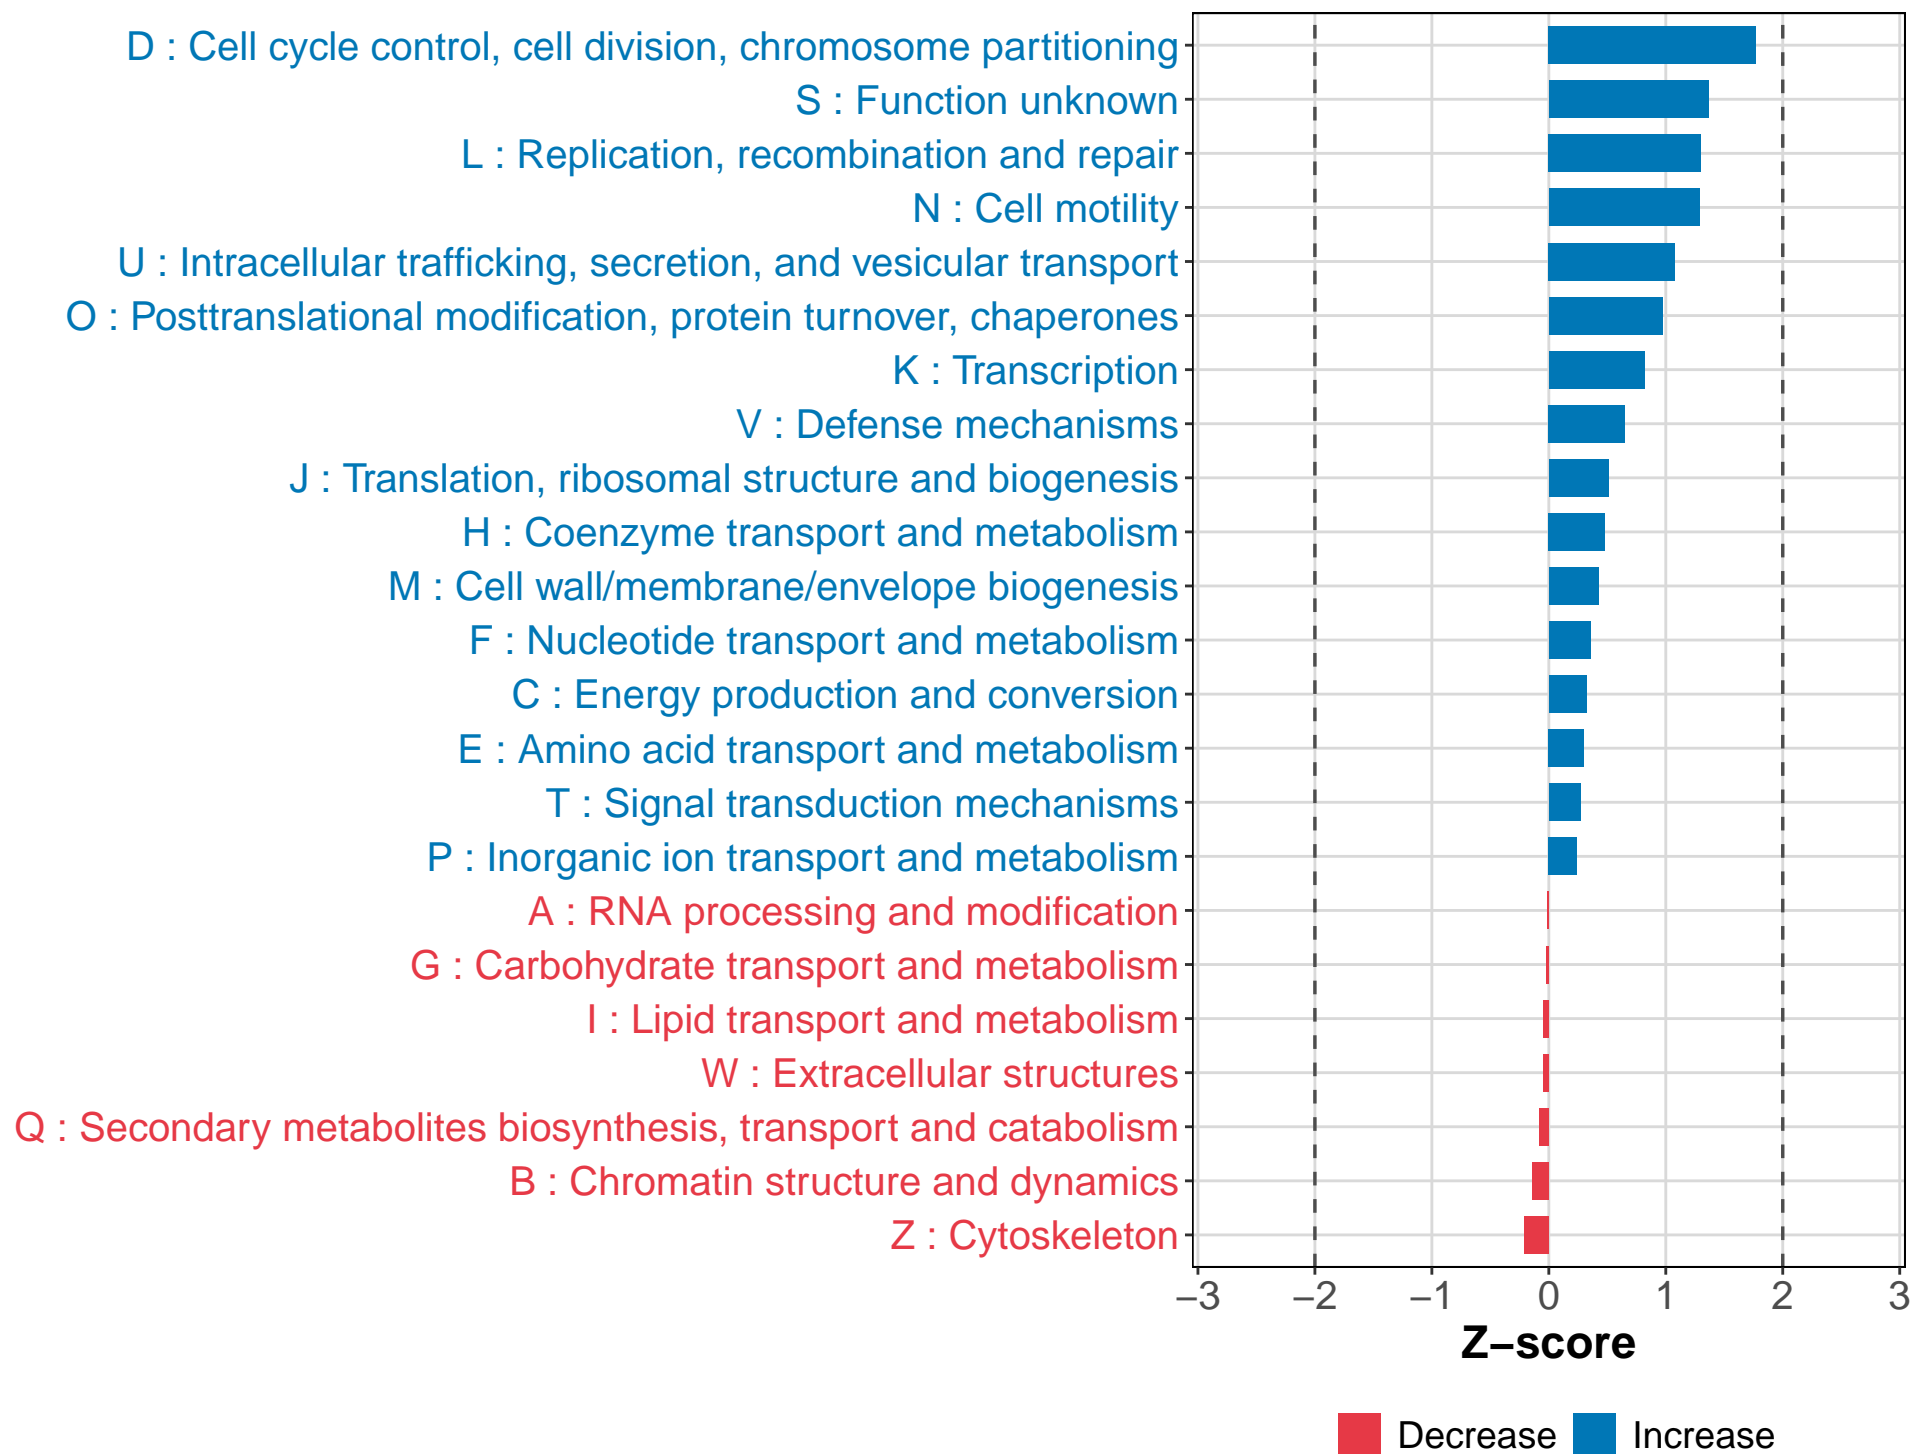 D : Cell cycle control, cell division, chromosome partitioning
S : Function unknown
L : Replication, recombination and repair
N : Cell motility
U : Intracellular trafficking, secretion, and vesicular transport
O : Posttranslational modification, protein turnover, chaperones
K : Transcription
V : Defense mechanisms
J : Translation, ribosomal structure and biogenesis
H : Coenzyme transport and metabolism
M : Cell wall/membrane/envelope biogenesis
F : Nucleotide transport and metabolism
C : Energy production and conversion
E : Amino acid transport and metabolism
T : Signal transduction mechanisms
P : Inorganic ion transport and metabolism
A : RNA processing and modification
G : Carbohydrate transport and metabolism
I : Lipid transport and metabolism
W : Extracellular structures
Q : Secondary metabolites biosynthesis, transport and catabolism
B : Chromatin structure and dynamics
Z : Cytoskeleton
−3 −2 −1 0 1 2 3
Z−score
Decrease Increase